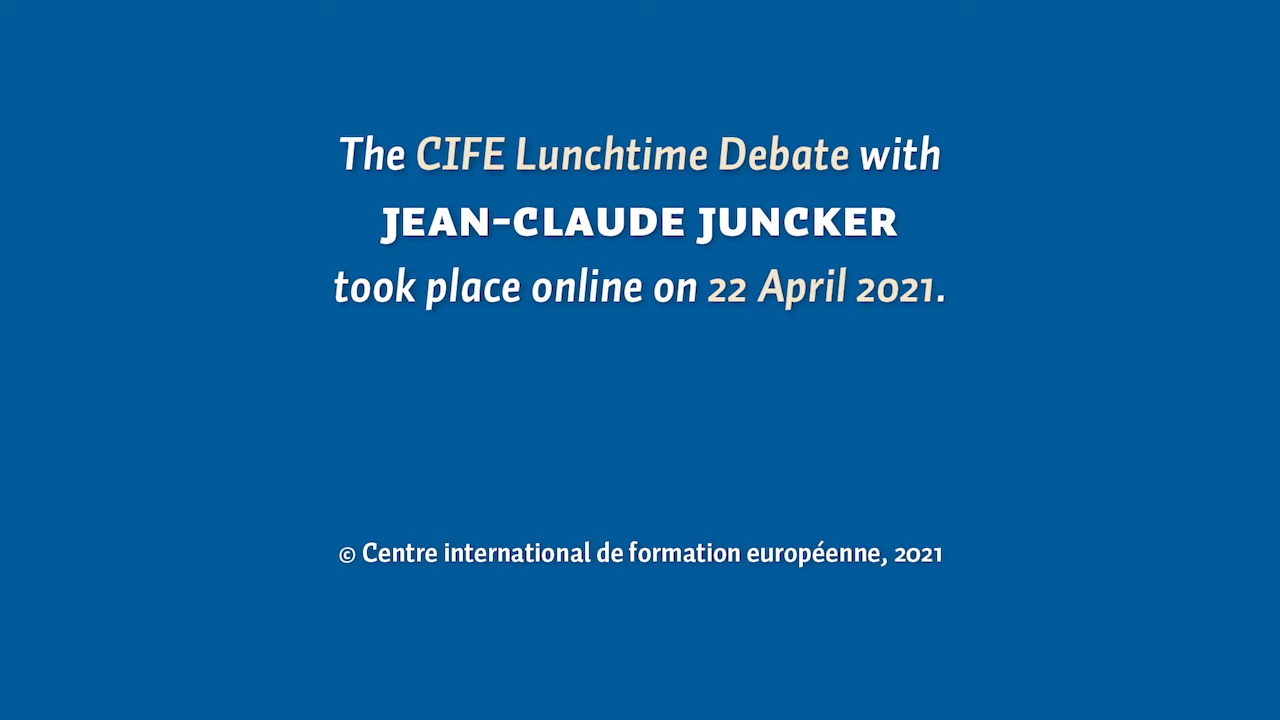 The CIFE Lunchtime Debate with
JEAN-CLAUDE JUNCKER
took place online on 22 April 2021.
© Centre international de formation européenne, 2021